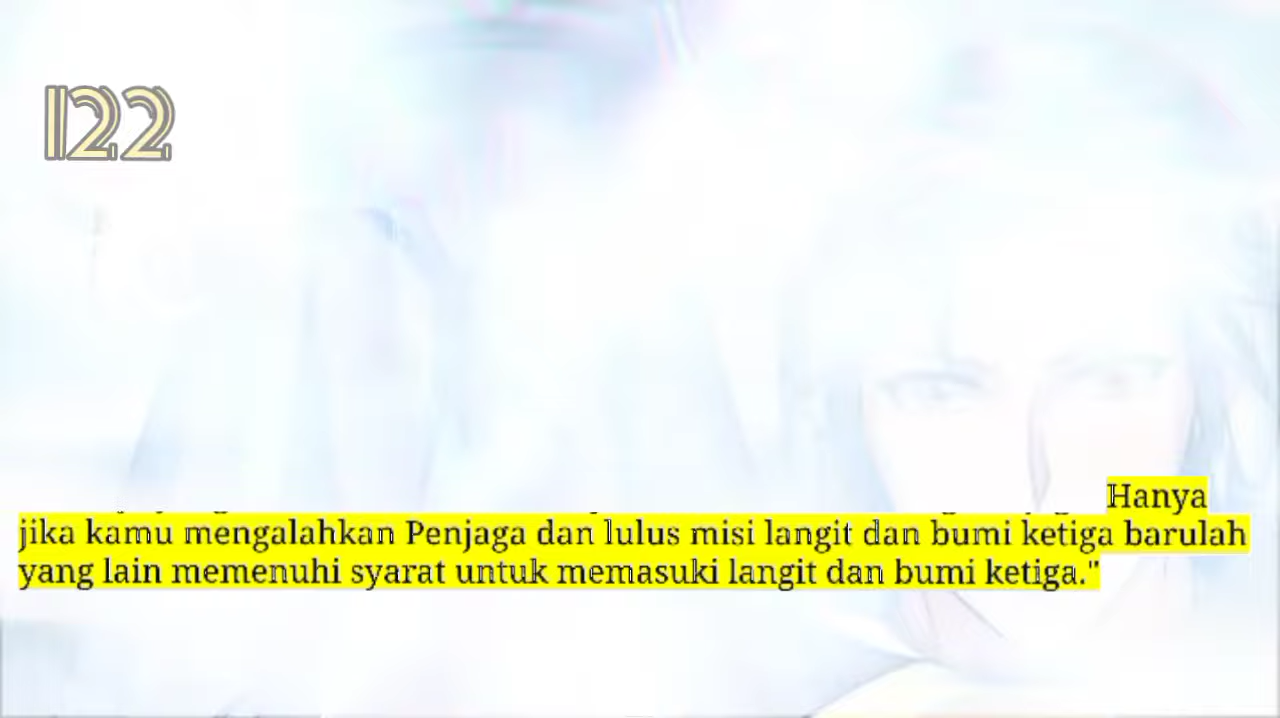 122
Hanya
jika kamu mengalahkan Penjaga dan lulus misi langit dan bumi ketiga barulah
yang lain memenuhi syarat untuk memasuki langit dan bumi ketiga."